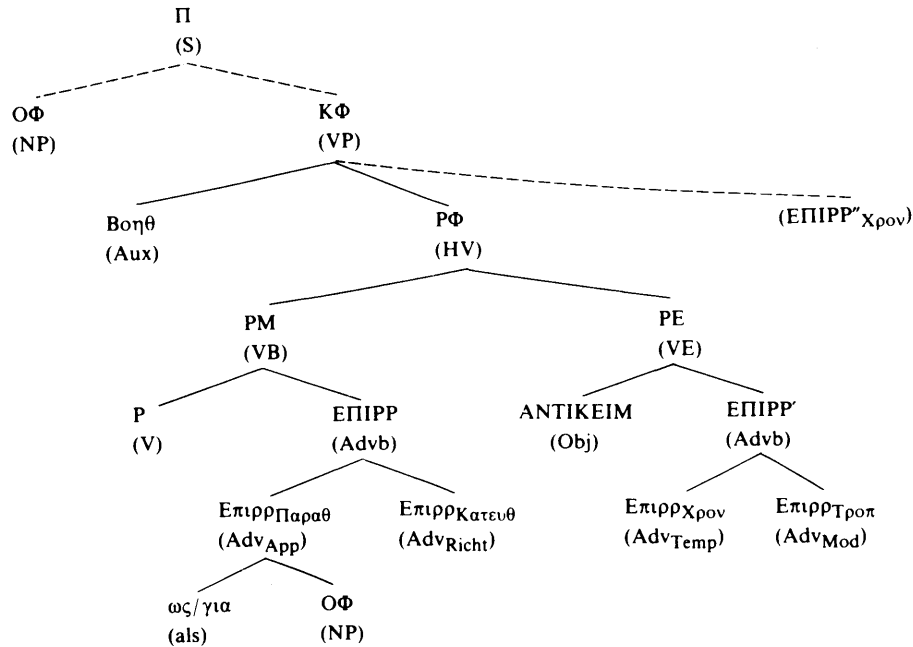 Π
(S)
ΟΦ ΚΦ
(NP) (VP)
Βοηθ ΡΦ (ΕΠΙΡΡ″Χρον)
(Aux) (HV)
ΡΜ ΡΕ
(VB) (VE)
Ρ ΕΠΙΡΡ ΑΝΤΙΚΕΙΜ ΕΠΙΡΡ′
(V) (Advb) (Obj) (Advb)
ΕπιρρΠαραθ ΕπιρρΚατευθ ΕπιρρΧρον ΕπιρρΤροπ
(AdvApp) (AdvRicht) (AdvTemp) (AdvMod)
ως/για ΟΦ
(als) (NP)